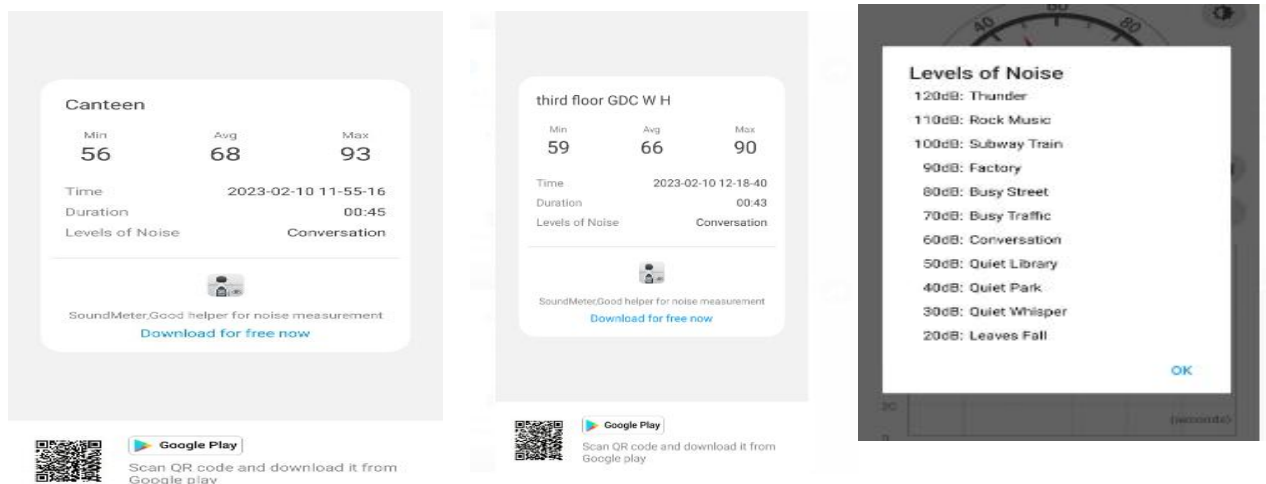 Canteen
Min Avg Max
56 68 93
Time 2023-02-10 11-55-16
Duration 00:45
Levels of Noise Conversation
SoundMeter,Good helper for noise measurement
Download for free now
Google Play
Scan QR code and download it from
Google play
third floor GDC W H
Min Avg Max
59 66 90
Time 2023-02-10 12-18-40
Duration 00:43
Levels of Noise Conversation
SoundMeter,Good helper for noise measurement
Download for free now
Google Play
Scan QR code and download it from
Google play
40 60 80
Levels of Noise
120dB: Thunder
110dB: Rock Music
100dB: Subway Train
90dB: Factory
80dB: Busy Street
70dB: Busy Traffic
60dB: Conversation
50dB: Quiet Library
40dB: Quiet Park
30dB: Quiet Whisper
20dB: Leaves Fall
OK
20
(seconds)
0